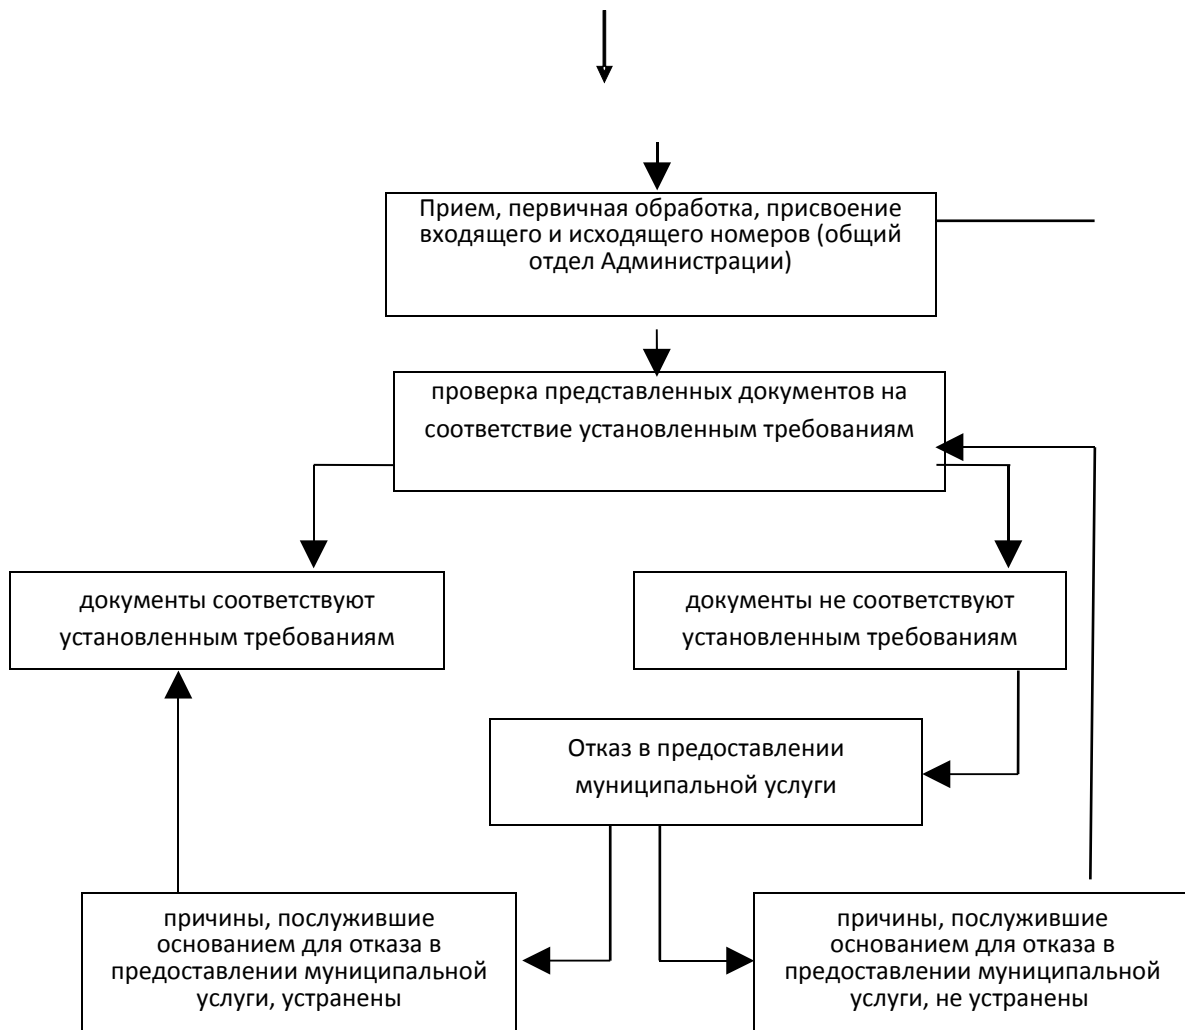 Прием, первичная обработка, присвоение
входящего и исходящего номеров (общий
отдел Администрации)
проверка представленных документов на
соответствие установленным требованиям
документы соответствуют
установленным требованиям
документы не соответствуют
установленным требованиям
Отказ в предоставлении
муниципальной услуги
причины, послужившие
основанием для отказа в
предоставлении муниципальной
услуги, устранены
причины, послужившие
основанием для отказа в
предоставлении муниципальной
услуги, не устранены